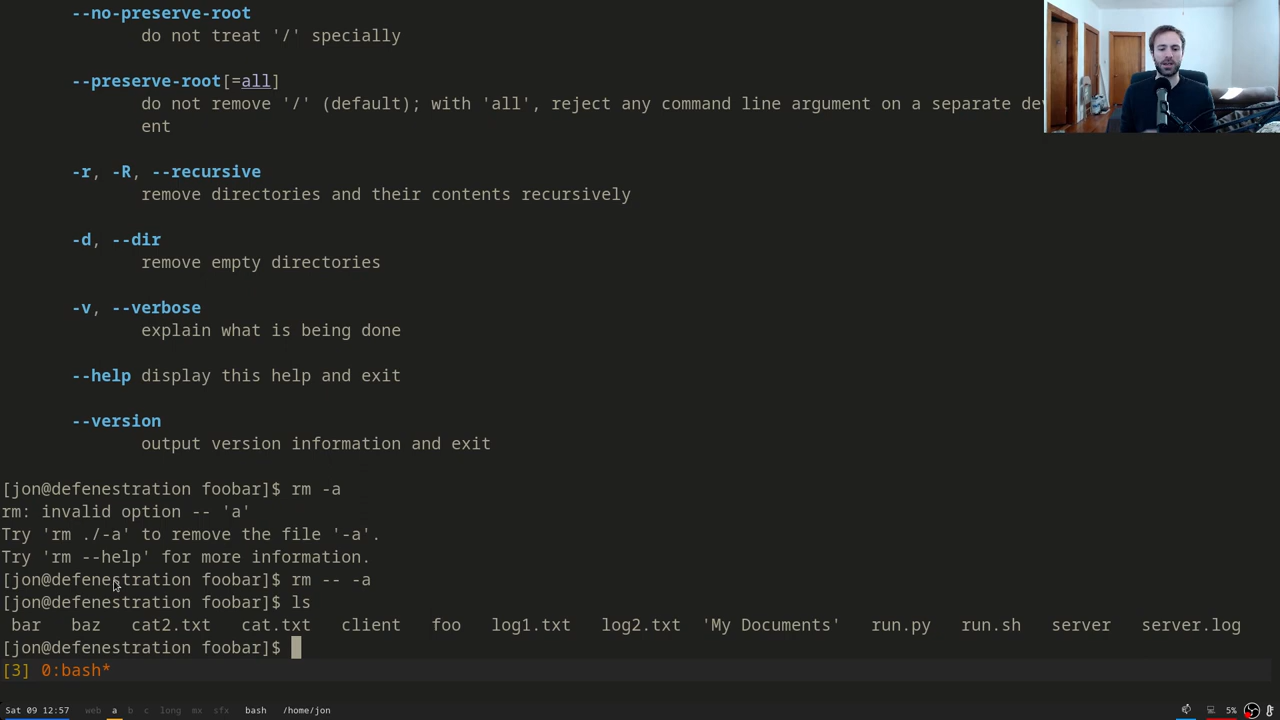 --no-preserve-root
do not treat '/' specially
--preserve-root[=all]
do not remove '/' (default); with 'all', reject any command line argument on a separate dev
ent
-r, -R, --recursive
remove directories and their contents recursively
-d, --dir
remove empty directories
-v, --verbose
explain what is being done
--help display this help and exit
--version
output version information and exit
[jon@defenestration foobar]$ rm -a
rm: invalid option -- 'a'
Try 'rm ./-a' to remove the file '-a'.
Try 'rm --help' for more information.
[jon@defenestration foobar]$ rm -- -a
[jon@defenestration foobar]$ ls
bar baz cat2.txt cat.txt client foo log1.txt log2.txt 'My Documents' run.py run.sh server server.log
[jon@defenestration foobar]$
[3] 0:bash*
Sat 09 12:57 web a b c long mx sfx bash /home/jon 5%